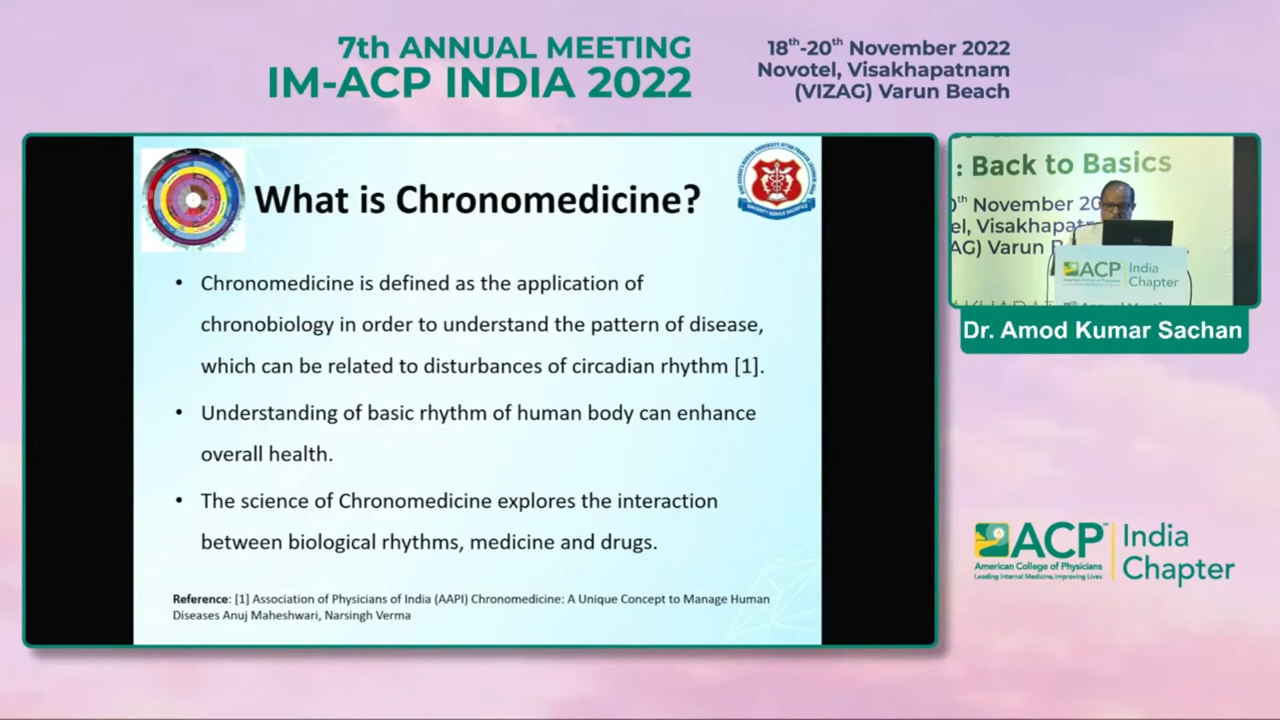 7th ANNUAL MEETING
IM-ACP INDIA 2022
18th-20th November 2022
Novotel, Visakhapatnam
(VIZAG) Varun Beach
What is Chronomedicine?
• Chronomedicine is defined as the application of
chronobiology in order to understand the pattern of disease,
which can be related to disturbances of circadian rhythm [1].
• Understanding of basic rhythm of human body can enhance
overall health.
• The science of Chronomedicine explores the interaction
between biological rhythms, medicine and drugs.
Reference: [1] Association of Physicians of India (AAPI) Chronomedicine: A Unique Concept to Manage Human
Diseases Anuj Maheshwari, Narsingh Verma
: Back to Basics
th November 20
el, Visakhapat
AG) Varun
ACP India
Chapter
Dr. Amod Kumar Sachan
ACP™
American College of Physicians
Leading Internal Medicine, Improving Lives
India
Chapter